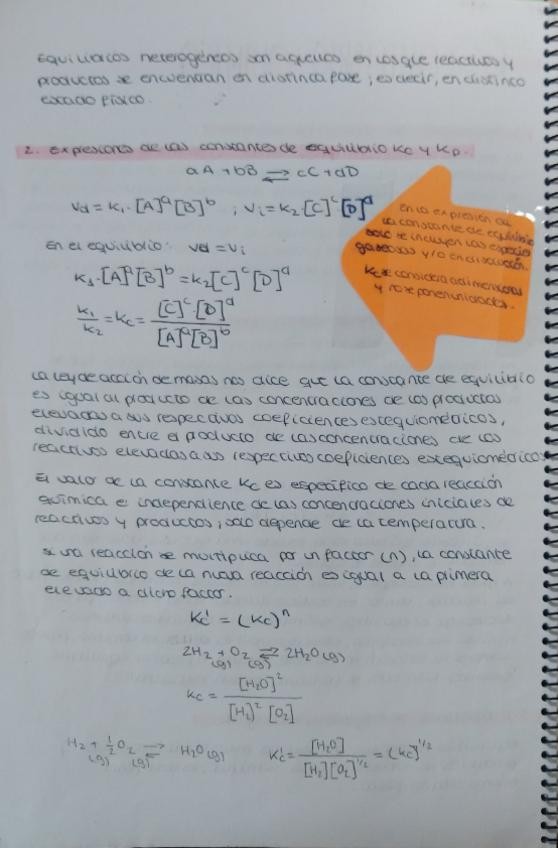 Equilibrios heterogéneos son aquellos en los que reactivos y
productos se encuentran en distinta fase, es decir, en distinto
estado físico.
2. Expresiones de las constantes de equilibrio Kc y Kp.
aA + bB ⇌ cC + dD
Vd = K₁·[A]ᵃ[B]ᵇ ; Vi = K₂·[C]ᶜ[D]ᵈ
En el equilibrio: Vd = Vi
K₁·[A]ᵃ[B]ᵇ = K₂[C]ᶜ[D]ᵈ
K₁/K₂ = Kc = [C]ᶜ·[D]ᵈ / [A]ᵃ[B]ᵇ
En la expresión de
la constante de equilibrio
solo se incluyen las especies
gaseosas y/o en disolución.
Kc se considera adimensional
y no se ponen unidades.
La ley de acción de masas nos dice que la constante de equilibrio
es igual al producto de las concentraciones de los productos
elevadas a sus respectivos coeficientes estequiométricos,
dividido entre el producto de las concentraciones de los
reactivos elevadas a sus respectivos coeficientes estequiométricos.
El valor de la constante Kc es específico de cada reacción
química e independiente de las concentraciones iniciales de
reactivos y productos, solo depende de la temperatura.
Si una reacción se multiplica por un factor (n), la constante
de equilibrio de la nueva reacción es igual a la primera
elevado a dicho factor.
Kc' = (Kc)ⁿ
2H₂(g) + O₂(g) ⇌ 2H₂O(g)
Kc = [H₂O]² / [H₂]² [O₂]
H₂(g) + ½O₂(g) ⇌ H₂O(g) Kc' = [H₂O] / [H₂][O₂]^1/2 = (Kc)^1/2